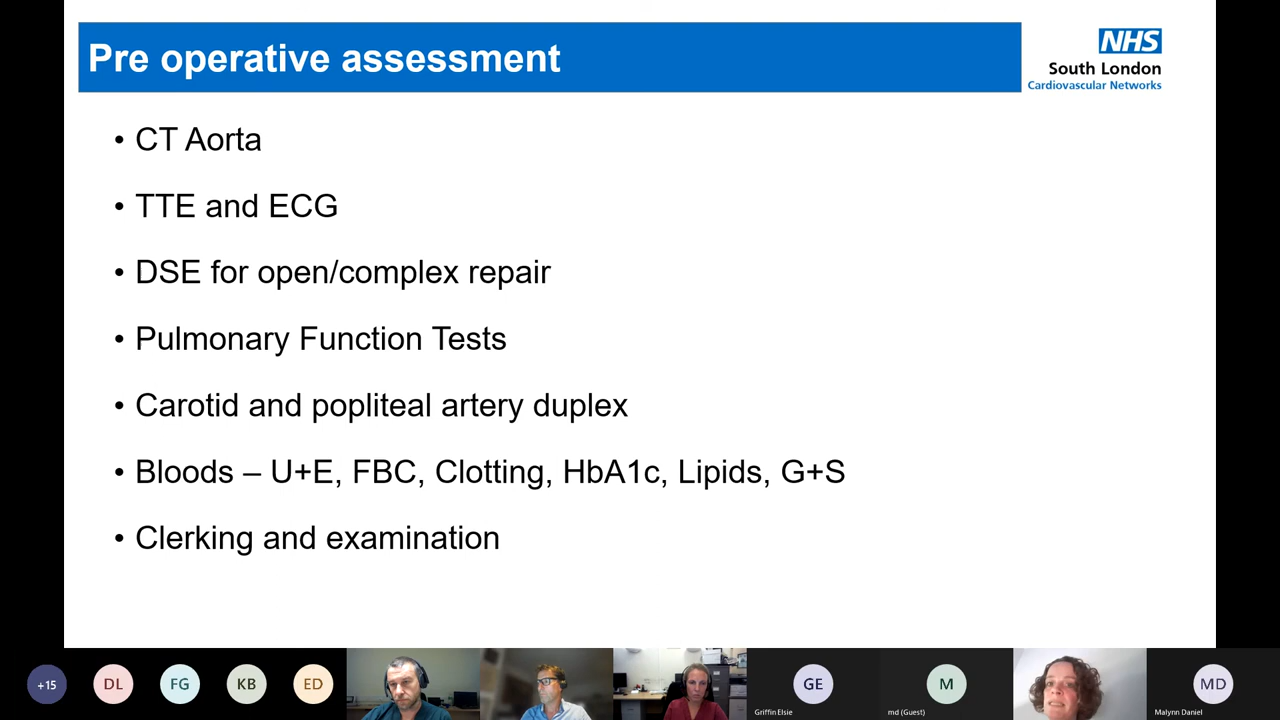 Pre operative assessment
NHS
South London
Cardiovascular Networks
• CT Aorta
• TTE and ECG
• DSE for open/complex repair
• Pulmonary Function Tests
• Carotid and popliteal artery duplex
• Bloods – U+E, FBC, Clotting, HbA1c, Lipids, G+S
• Clerking and examination
+15
DL
FG
KB
ED
GE
Griffin Elsie
M
md (Guest)
MD
Malynn Daniel